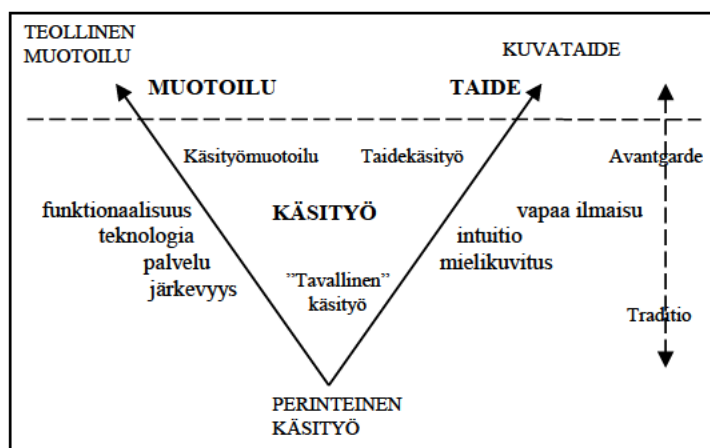 TEOLLINEN
MUOTOILU
KUVATAIDE
MUOTOILU
TAIDE
Käsityömuotoilu
Taidekäsityö
Avantgarde
funktionaalisuus
teknologia
palvelu
järkevyys
KÄSITYÖ
vapaa ilmaisu
intuitio
mielikuvitus
”Tavallinen”
käsityö
Traditio
PERINTEINEN
KÄSITYÖ